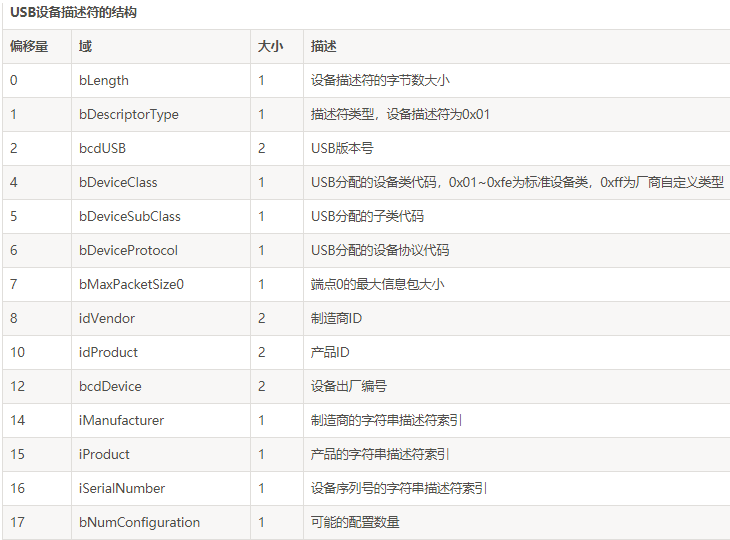 USB设备描述符的结构
偏移量 域 大小 描述
0 bLength 1 设备描述符的字节数大小
1 bDescriptorType 1 描述符类型，设备描述符为0x01
2 bcdUSB 2 USB版本号
4 bDeviceClass 1 USB分配的设备类代码，0x01~0xfe为标准设备类，0xff为厂商自定义类型
5 bDeviceSubClass 1 USB分配的子类代码
6 bDeviceProtocol 1 USB分配的设备协议代码
7 bMaxPacketSize0 1 端点0的最大信息包大小
8 idVendor 2 制造商ID
10 idProduct 2 产品ID
12 bcdDevice 2 设备出厂编号
14 iManufacturer 1 制造商的字符串描述符索引
15 iProduct 1 产品的字符串描述符索引
16 iSerialNumber 1 设备序列号的字符串描述符索引
17 bNumConfiguration 1 可能的配置数量